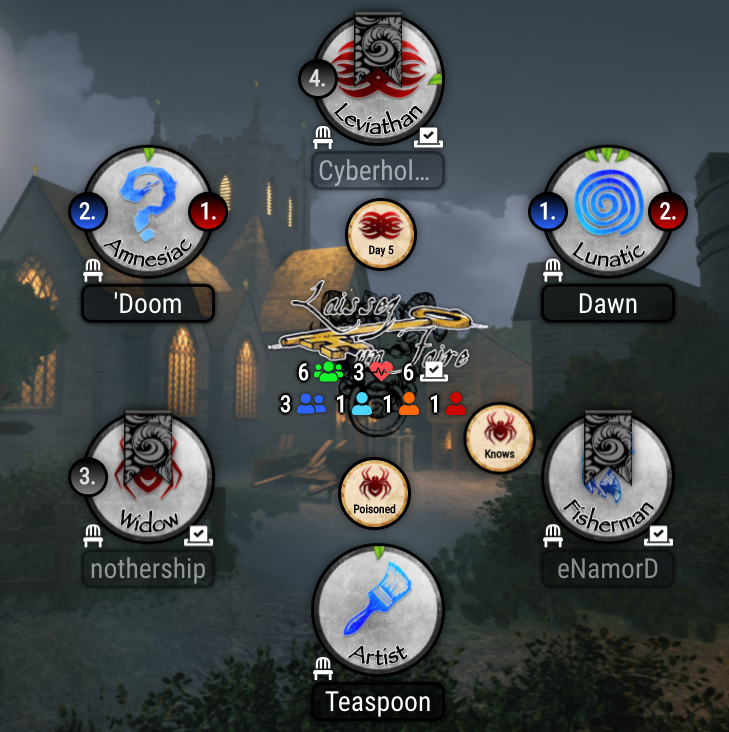 4.
Leviathan
Cyberhol...
2.
1.
Amnesiac
'Doom
1.
2.
Lunatic
Dawn
Day 5
Laissez
un Faire
6 3 6
3 1 1 1
3.
Widow
nothership
Knows
Poisoned
Fisherman
eNamorD
Artist
Teaspoon